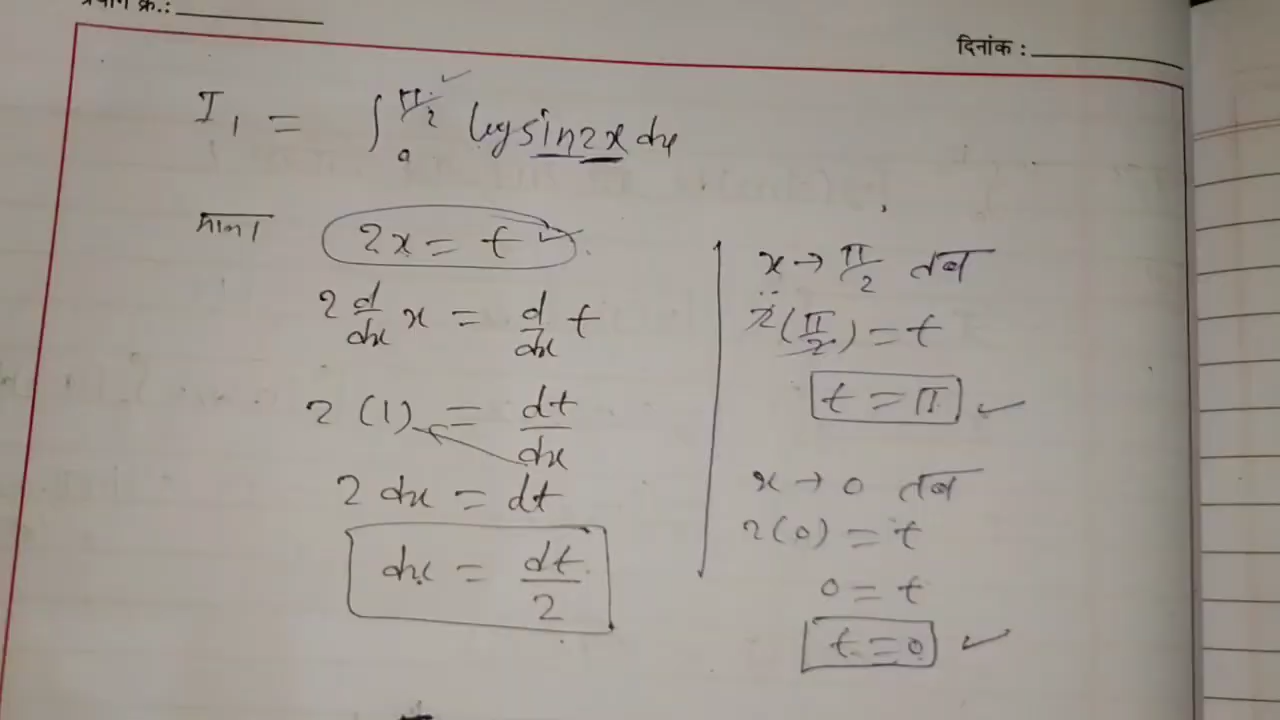 प्रयोग क्र.:
दिनांक :
I₁ = ∫₀^(π/2) log sin2x dx
माना 2x = t
2 d/dx x = d/dx t
2 (1) = dt/dx
2 dx = dt
dx = dt/2
x → π/2 तब
2(π/2) = t
t = π
x → 0 तब
2(0) = t
0 = t
t = 0